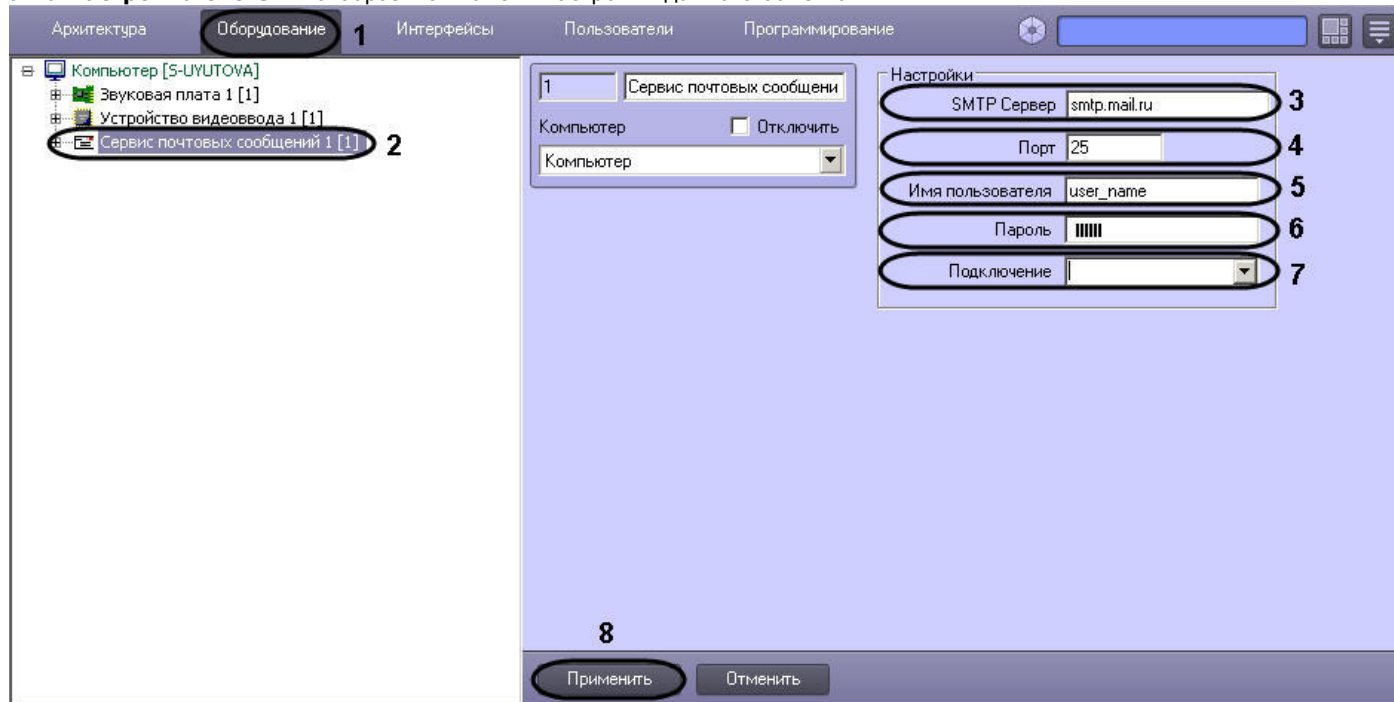 Архитектура Оборудование 1 Интерфейсы Пользователи Программирование
Компьютер [S-UYUTOVA]
Звуковая плата 1 [1]
Устройство видеоввода 1 [1]
Сервис почтовых сообщений 1 [1] 2
1 Сервис почтовых сообщени
Компьютер Отключить
Компьютер
Настройки
SMTP Сервер smtp.mail.ru 3
Порт 25 4
Имя пользователя user_name 5
Пароль 6
Подключение 7
8
Применить Отменить